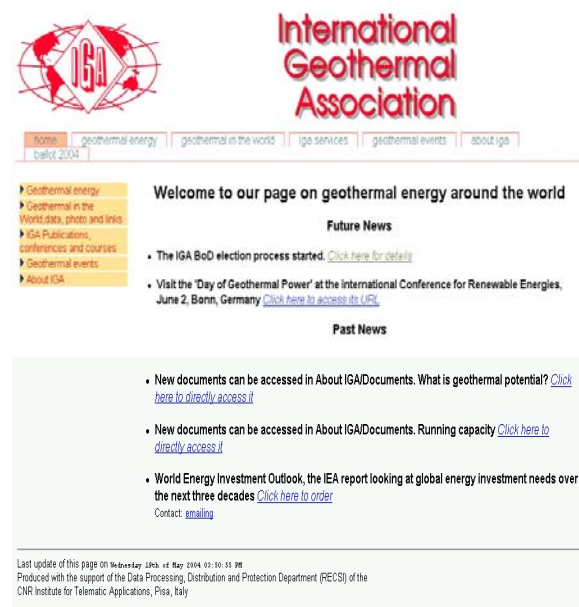 IGA
International
Geothermal
Association
home geothermal energy geothermal in the world iga services geothermal events about iga
ballot 2004
Geothermal energy
Geothermal in the
World,data, photo and links
IGA Publications,
conferences and courses
Geothermal events
About IGA
Welcome to our page on geothermal energy around the world
Future News
• The IGA BoD election process started. Click here for details
• Visit the 'Day of Geothermal Power' at the international Conference for Renewable Energies,
June 2, Bonn, Germany Click here to access its URL
Past News
• New documents can be accessed in About IGA/Documents. What is geothermal potential? Click
here to directly access it
• New documents can be accessed in About IGA/Documents. Running capacity Click here to
directly access it
• World Energy Investment Outlook, the IEA report looking at global energy investment needs over
the next three decades Click here to order
Contact: emailing
Last update of this page on Wednesday 19th of May 2004 03:50:35 PM
Produced with the support of the Data Processing, Distribution and Protection Department (RECSI) of the
CNR Institute for Telematic Applications, Pisa, Italy